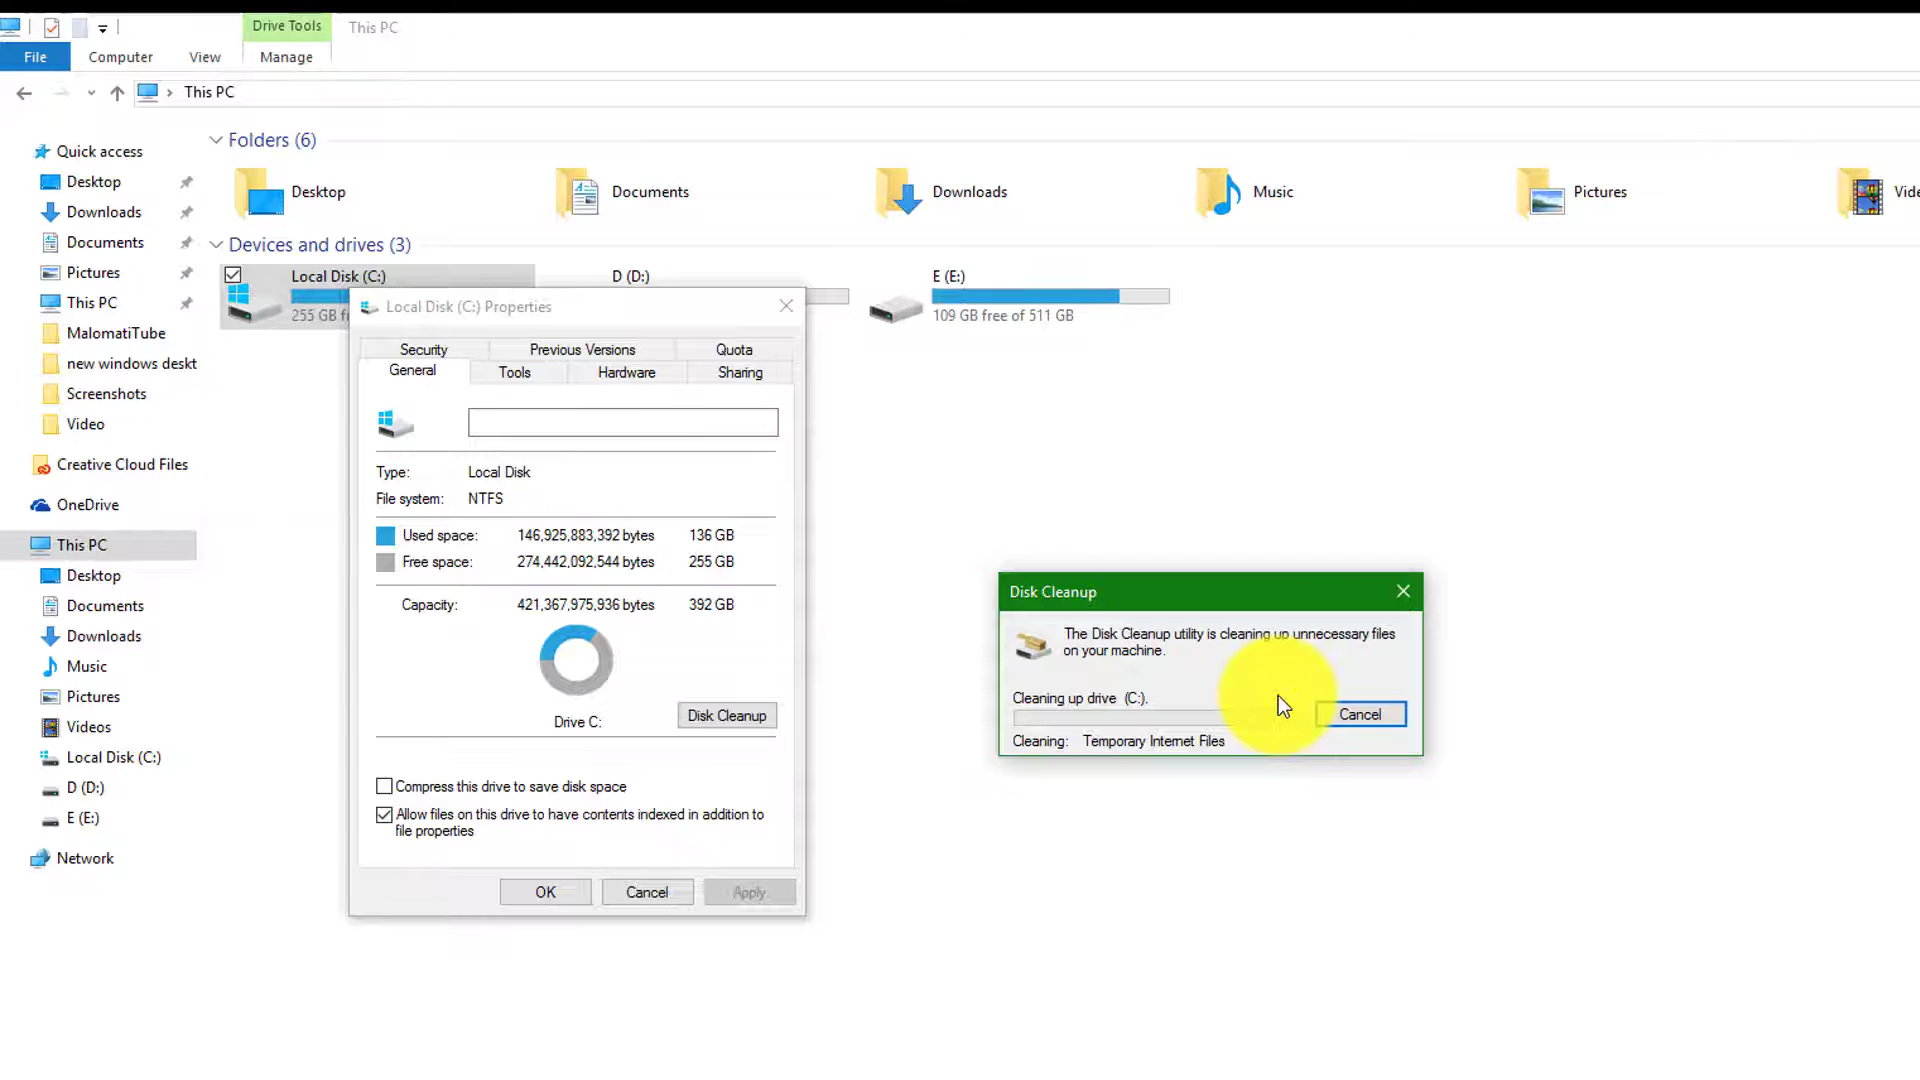 Drive Tools
This PC
File
Computer
View
Manage
This PC
Quick access
Desktop
Downloads
Documents
Pictures
This PC
MalomatiTube
new windows deskt
Screenshots
Video
Creative Cloud Files
OneDrive
This PC
Desktop
Documents
Downloads
Music
Pictures
Videos
Local Disk (C:)
D (D:)
E (E:)
Network
Folders (6)
Desktop
Documents
Downloads
Music
Pictures
Vide
Devices and drives (3)
Local Disk (C:)
255 GB fr
D (D:)
E (E:)
109 GB free of 511 GB
Local Disk (C:) Properties
Security
Previous Versions
Quota
General
Tools
Hardware
Sharing
Type: Local Disk
File system: NTFS
Used space: 146,925,883,392 bytes 136 GB
Free space: 274,442,092,544 bytes 255 GB
Capacity: 421,367,975,936 bytes 392 GB
Drive C:
Disk Cleanup
Compress this drive to save disk space
Allow files on this drive to have contents indexed in addition to
file properties
OK
Cancel
Apply
Disk Cleanup
The Disk Cleanup utility is cleaning up unnecessary files
on your machine.
Cleaning up drive (C:).
Cancel
Cleaning: Temporary Internet Files